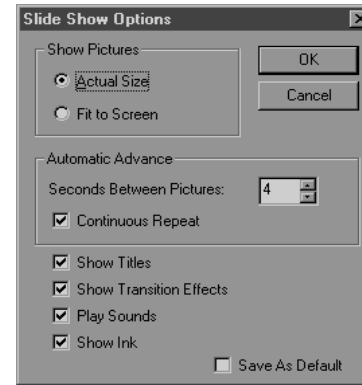 Slide Show Options
Show Pictures
Actual Size
Fit to Screen
OK
Cancel
Automatic Advance
Seconds Between Pictures: 4
Continuous Repeat
Show Titles
Show Transition Effects
Play Sounds
Show Ink
Save As Default